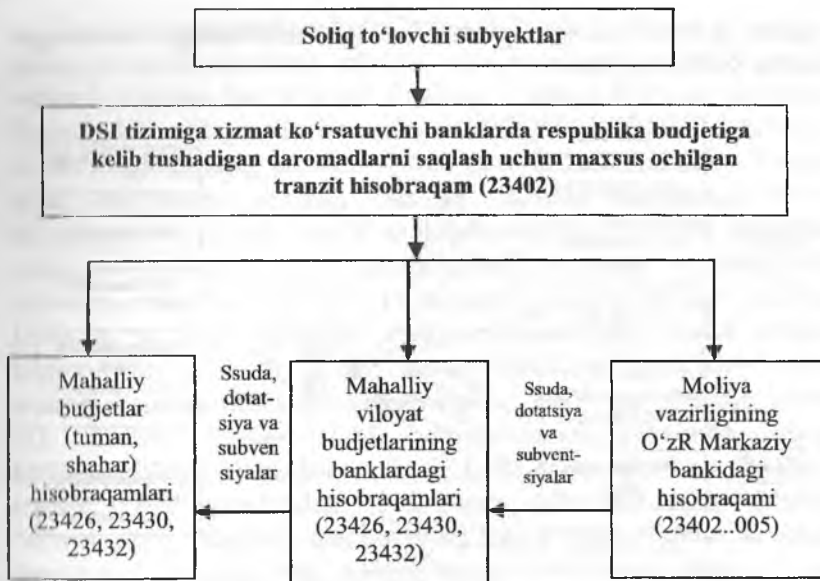 Soliq to‘lovchi subyektlar
DSI tizimiga xizmat ko‘rsatuvchi banklarda respublika budjetiga
kelib tushadigan daromadlarni saqlash uchun maxsus ochilgan
tranzit hisobraqam (23402)
Mahalliy
budjetlar
(tuman,
shahar)
hisobraqamlari
(23426, 23430,
23432)
Ssuda,
dotat-
siya va
subven
siyalar
Mahalliy
viloyat
budjetlarining
banklardagi
hisobraqamlari
(23426, 23430,
23432)
Ssuda,
dotatsiya
va
subvent-
siyalar
Moliya
vazirligining
O‘zR Markaziy
bankidagi
hisobraqami
(23402..005)